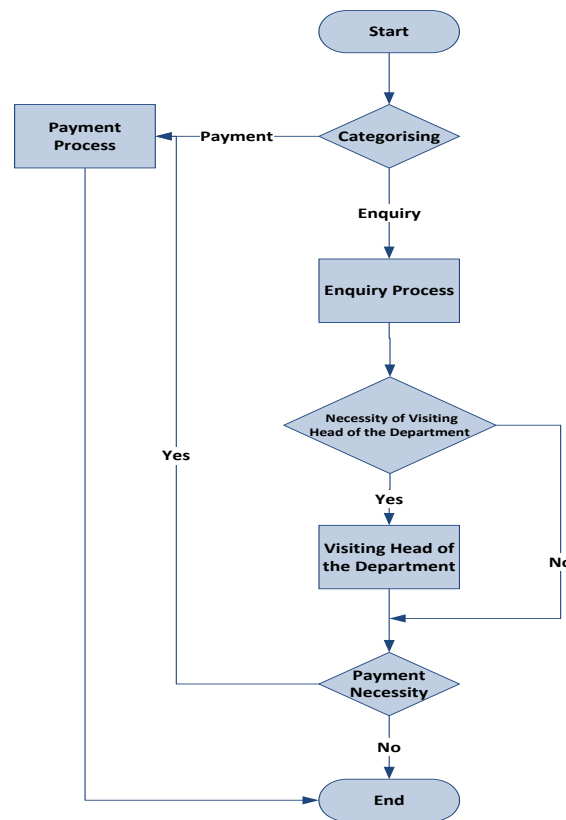 Start
Payment
Process
Payment
Categorising
Enquiry
Enquiry Process
Necessity of Visiting
Head of the Department
Yes
Yes
Visiting Head of
the Department
No
Payment
Necessity
No
End